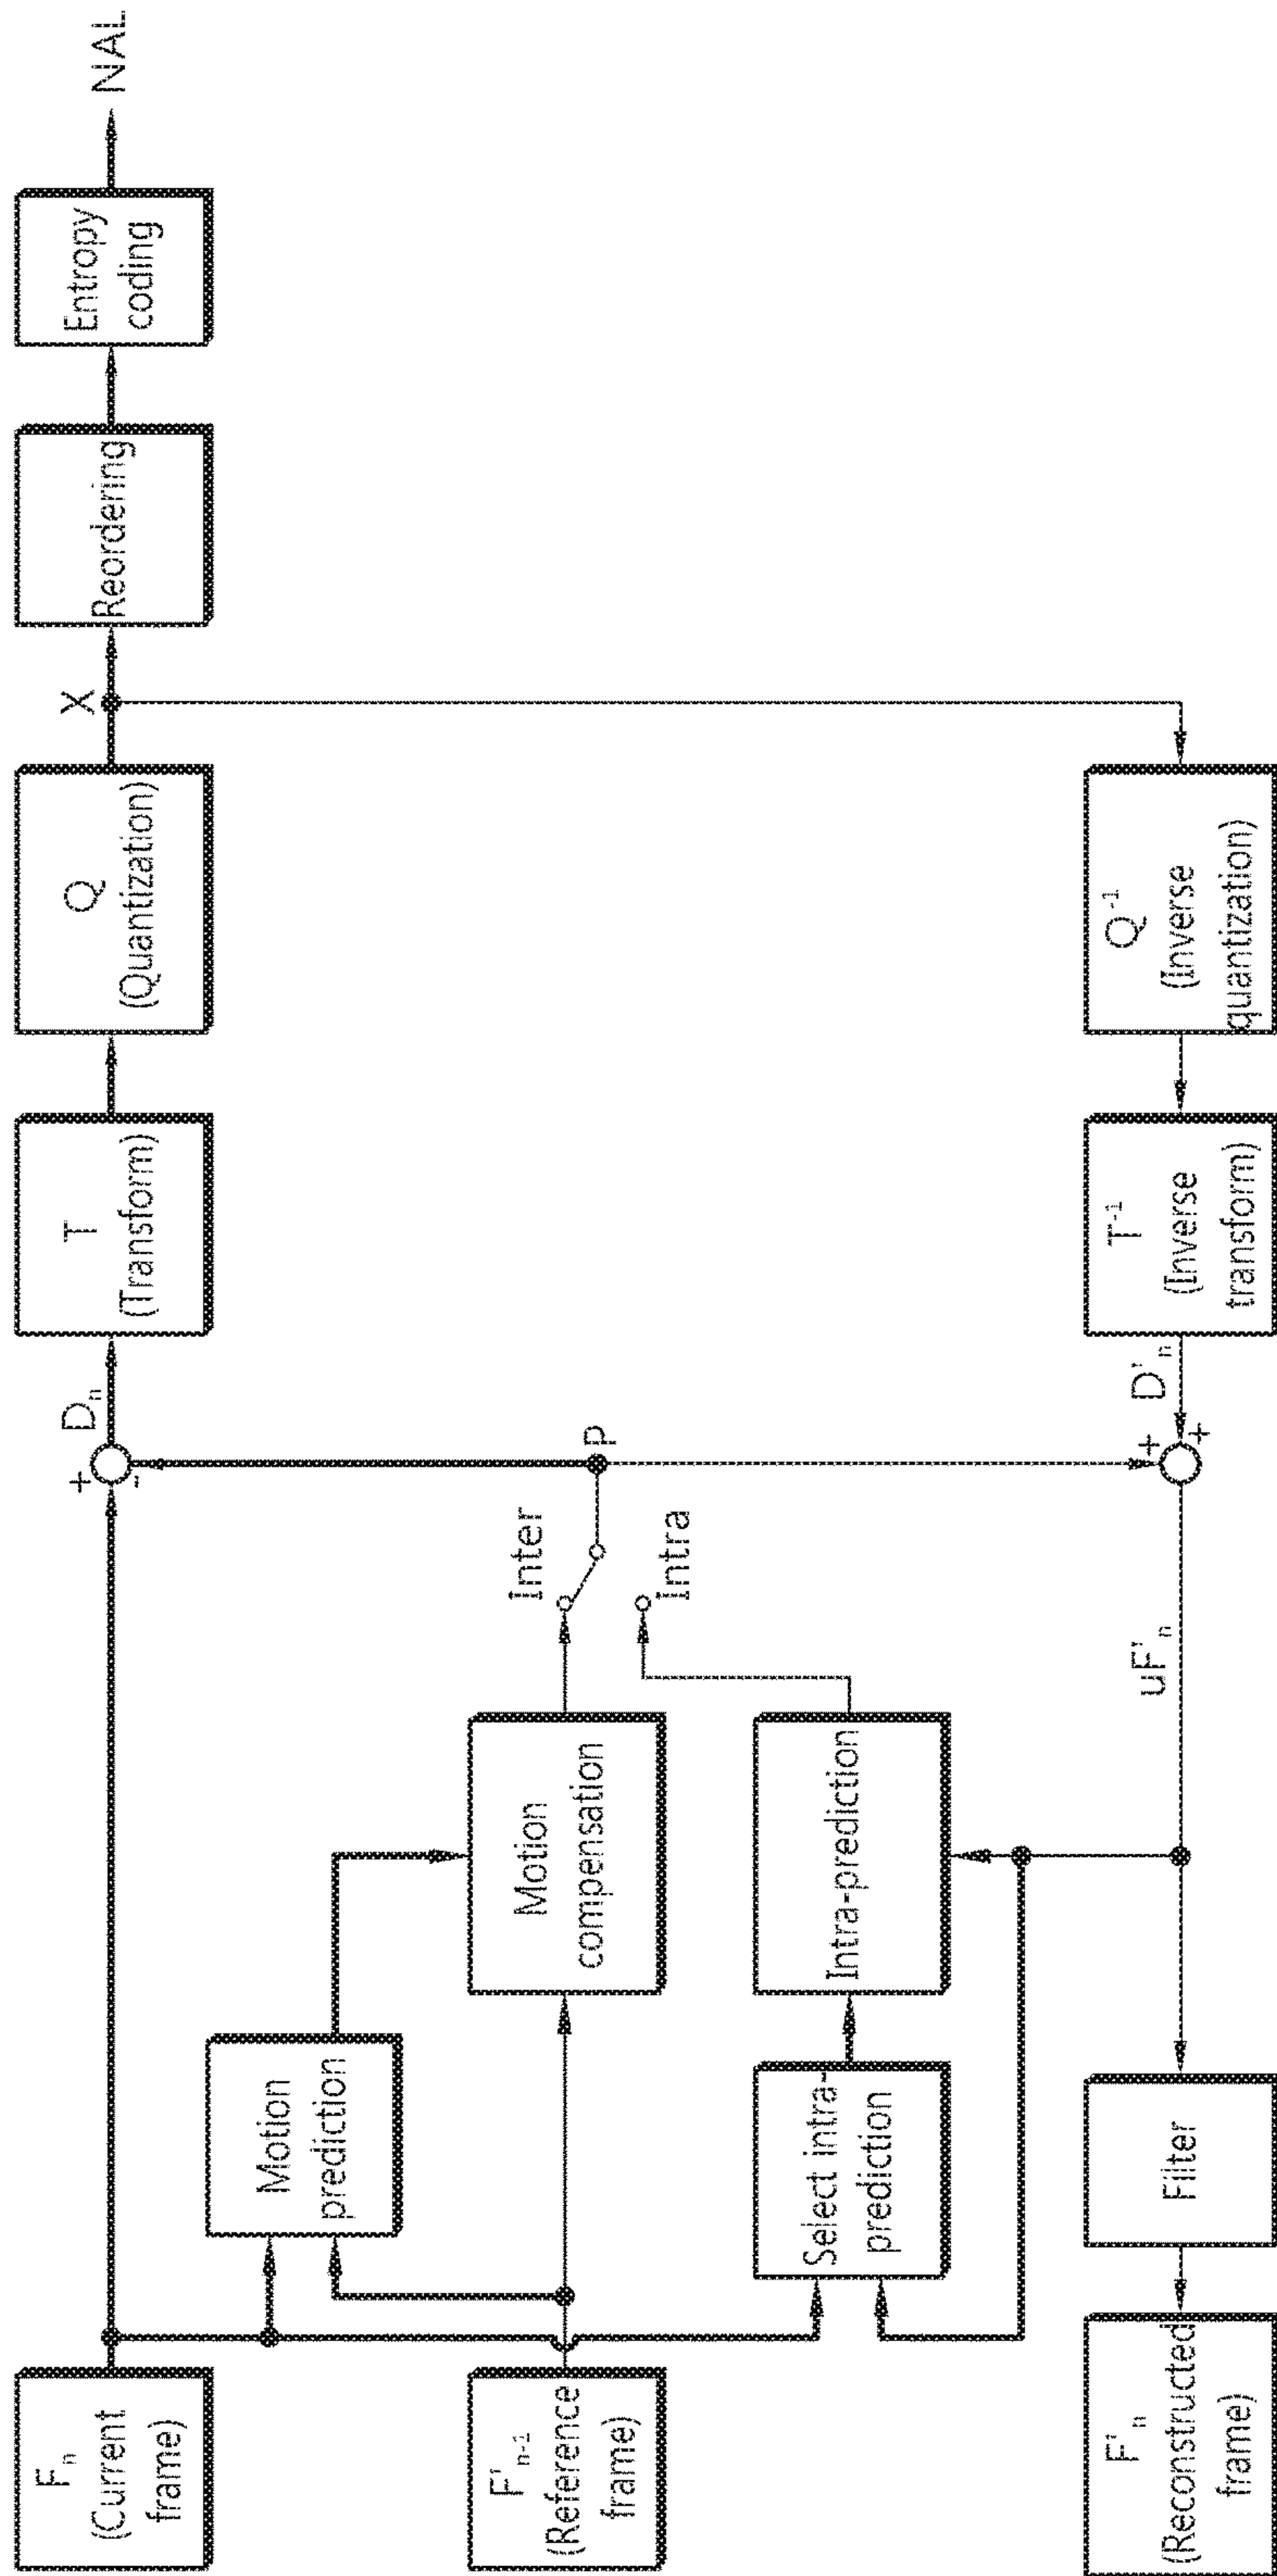 Fn
(Current
frame)
+
-
Dn
T
(Transform)
Q
(Quantization)
X
Reordering
Entropy
coding
NAL
Motion
prediction
F'n-1
(Reference
frame)
Motion
compensation
Inter
P
Intra
Select intra-
prediction
Intra-prediction
F'n
(Reconstructed
frame)
Filter
uF'n
+
+
D'n
T-1
(Inverse
transform)
Q-1
(Inverse
quantization)